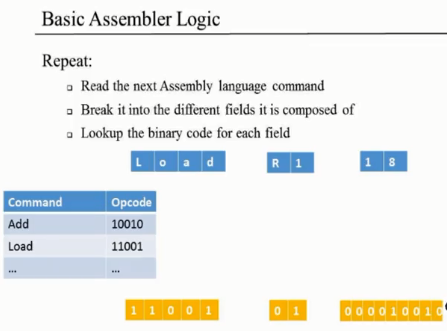 Basic Assembler Logic
Repeat:
Read the next Assembly language command
Break it into the different fields it is composed of
Lookup the binary code for each field
L o a d R 1 1 8
Command Opcode
Add 10010
Load 11001
... ...
1 1 0 0 1 0 1 0 0 0 0 1 0 0 1 0